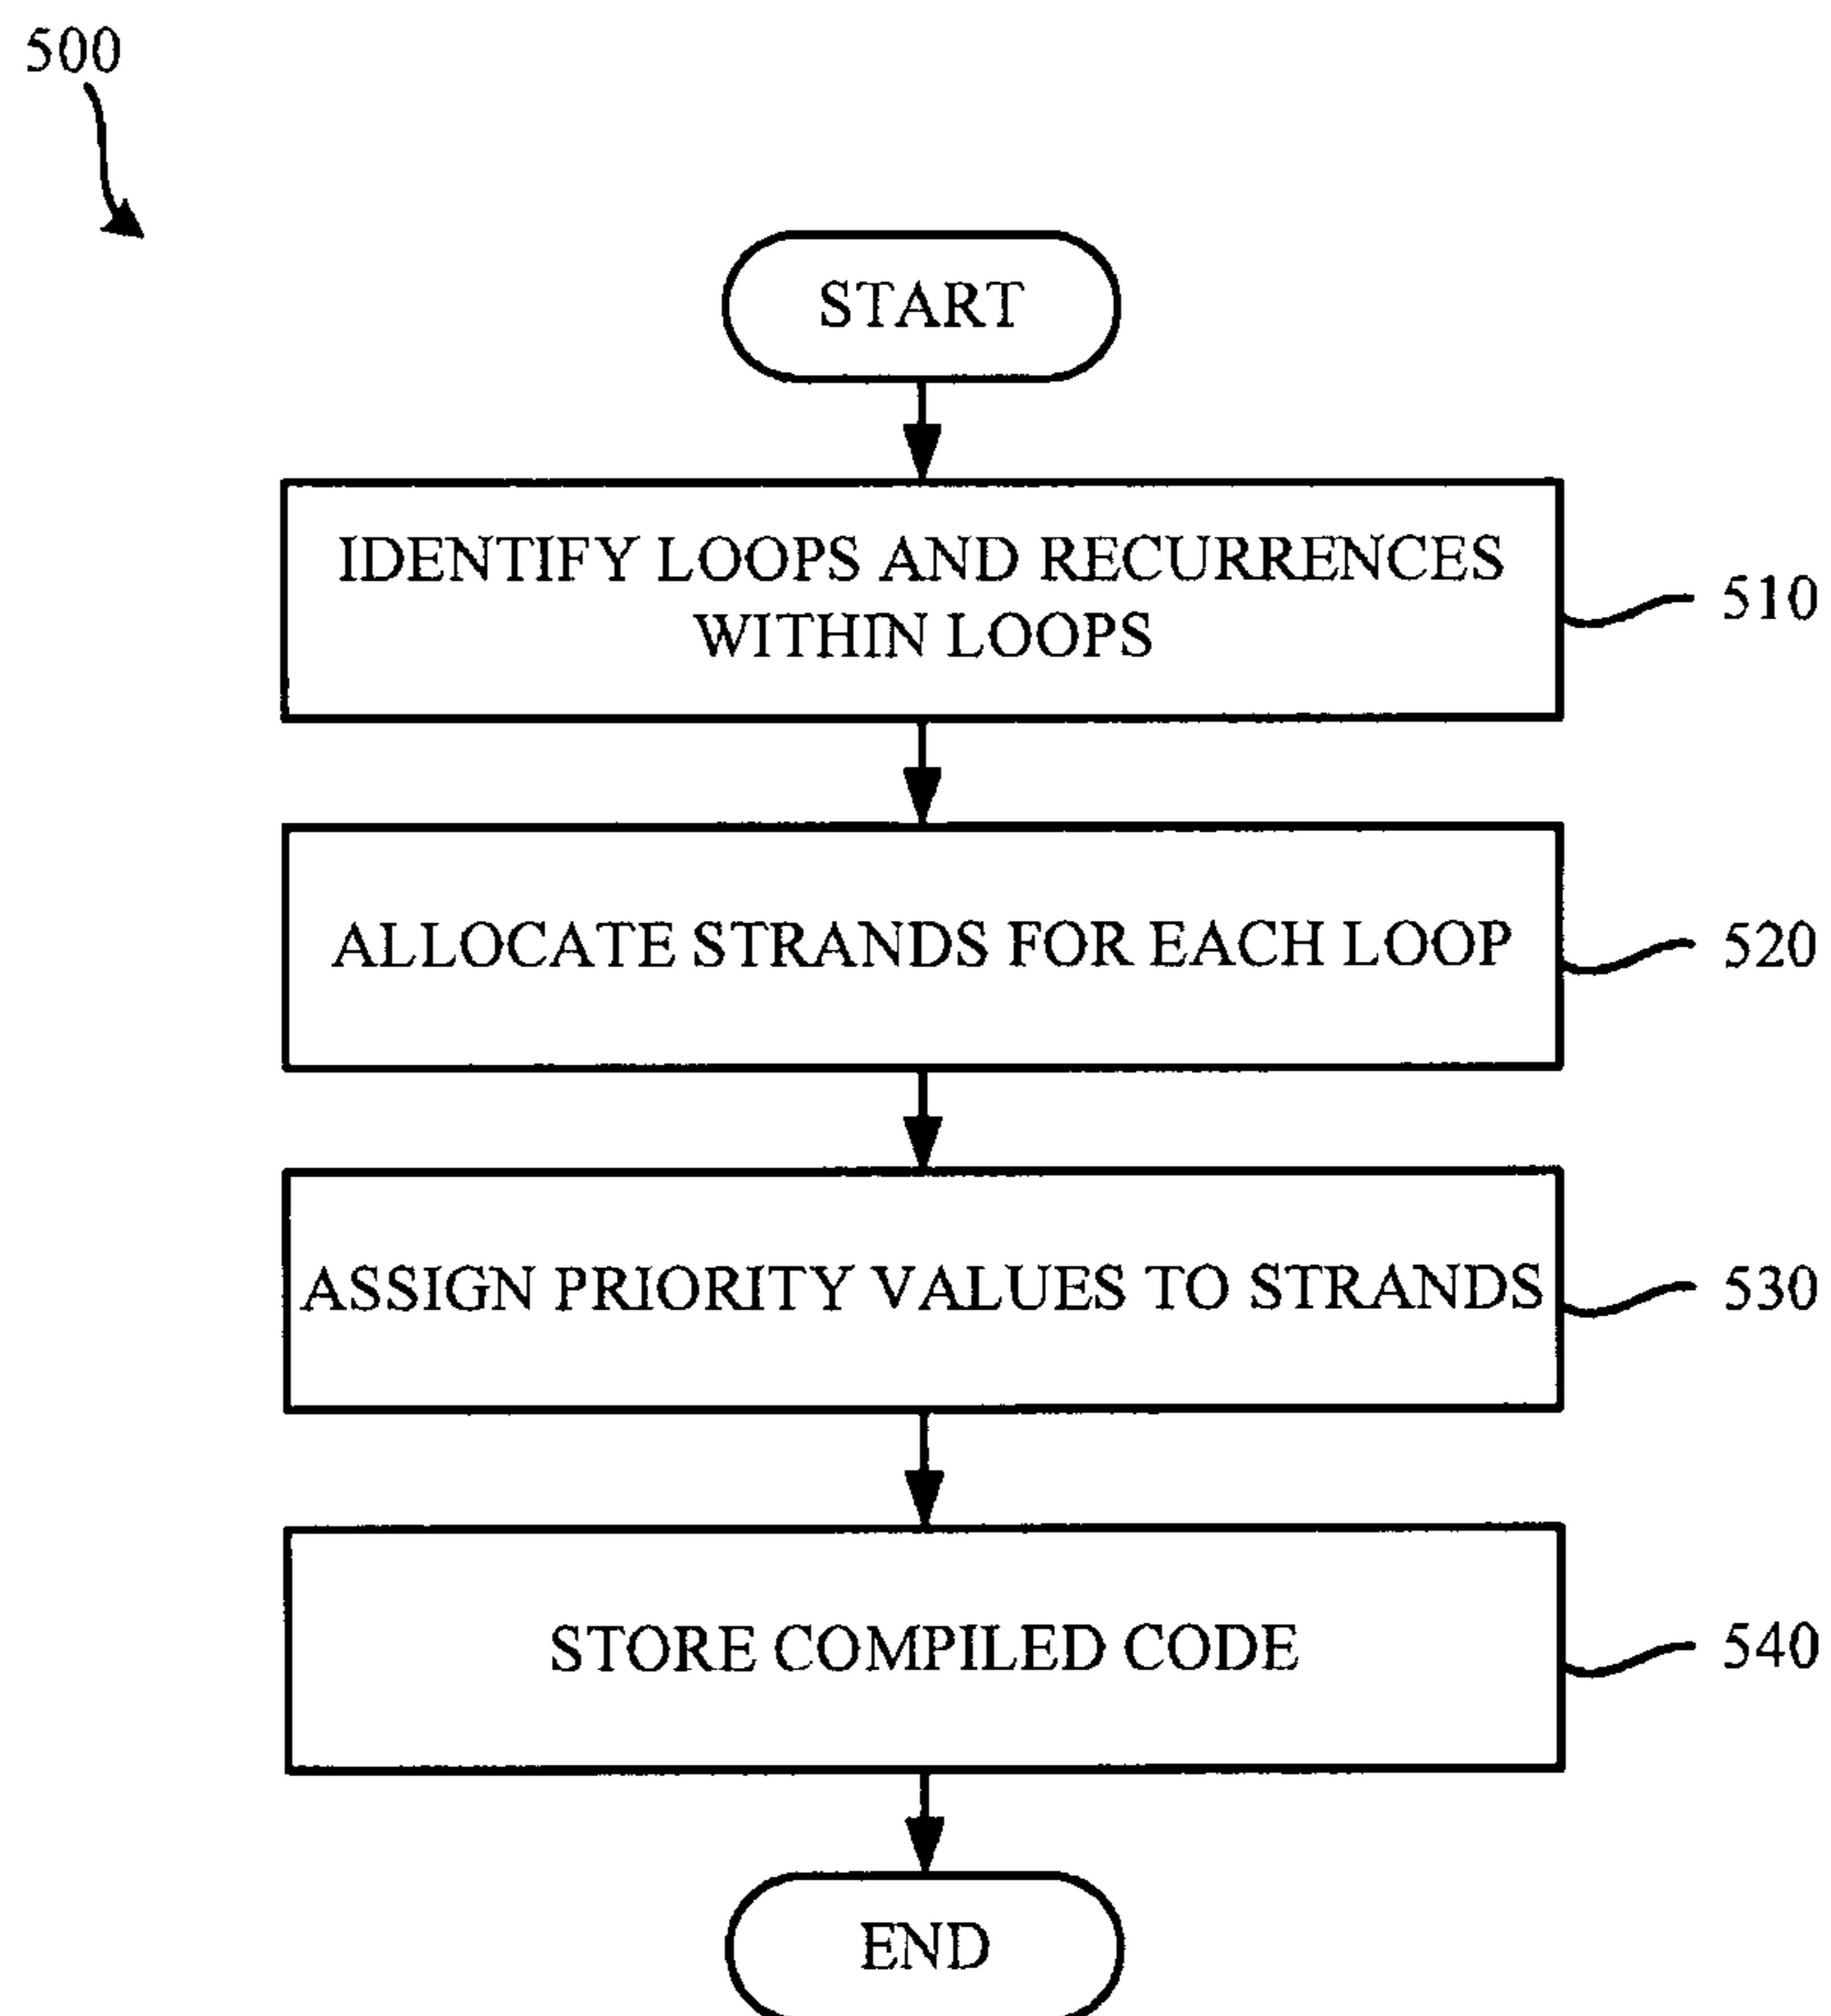 500
START
IDENTIFY LOOPS AND RECURRENCES
WITHIN LOOPS
510
ALLOCATE STRANDS FOR EACH LOOP
520
ASSIGN PRIORITY VALUES TO STRANDS
530
STORE COMPILED CODE
540
END